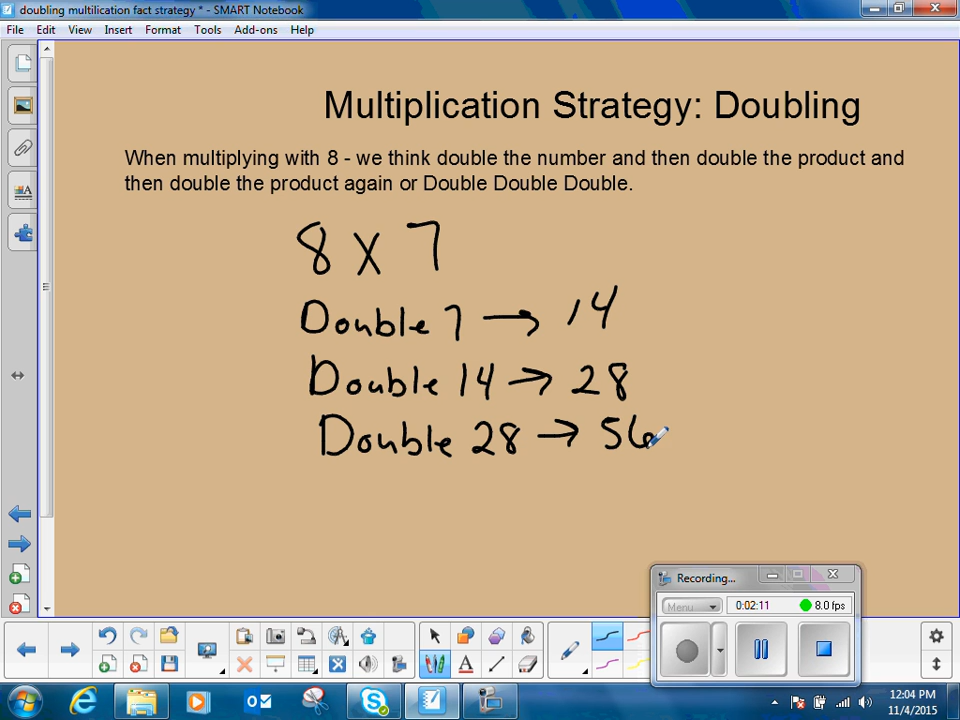 doubling multilication fact strategy * - SMART Notebook
File Edit View Insert Format Tools Add-ons Help
Multiplication Strategy: Doubling
When multiplying with 8 - we think double the number and then double the product and
then double the product again or Double Double Double.
8 x 7
Double 7 → 14
Double 14 → 28
Double 28 → 56
Recording...
Menu
0:02:11
8.0 fps
12:04 PM
11/4/2015